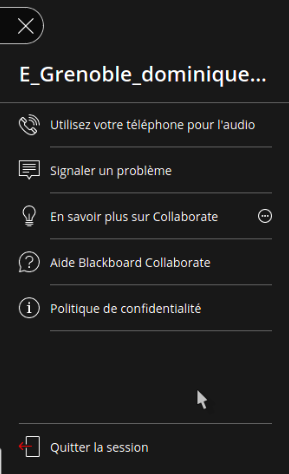 E_Grenoble_dominique...
Utilisez votre téléphone pour l'audio
Signaler un problème
En savoir plus sur Collaborate
Aide Blackboard Collaborate
Politique de confidentialité
Quitter la session